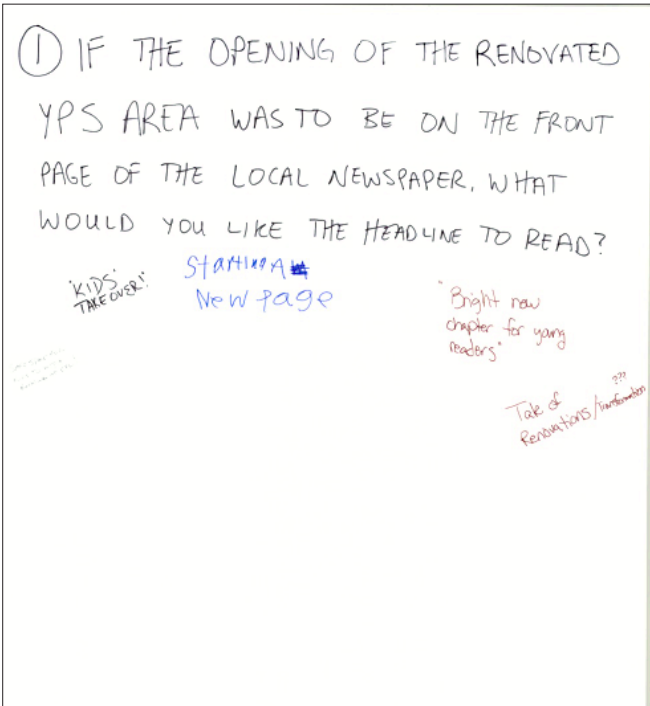 ① IF THE OPENING OF THE RENOVATED
YPS AREA WAS TO BE ON THE FRONT
PAGE OF THE LOCAL NEWSPAPER, WHAT
WOULD YOU LIKE THE HEADLINE TO READ?
'KIDS'
TAKEOVER!'
Starting A
New page
"Bright new
chapter for young
readers"
???
Tale of
Renovations/Transformation